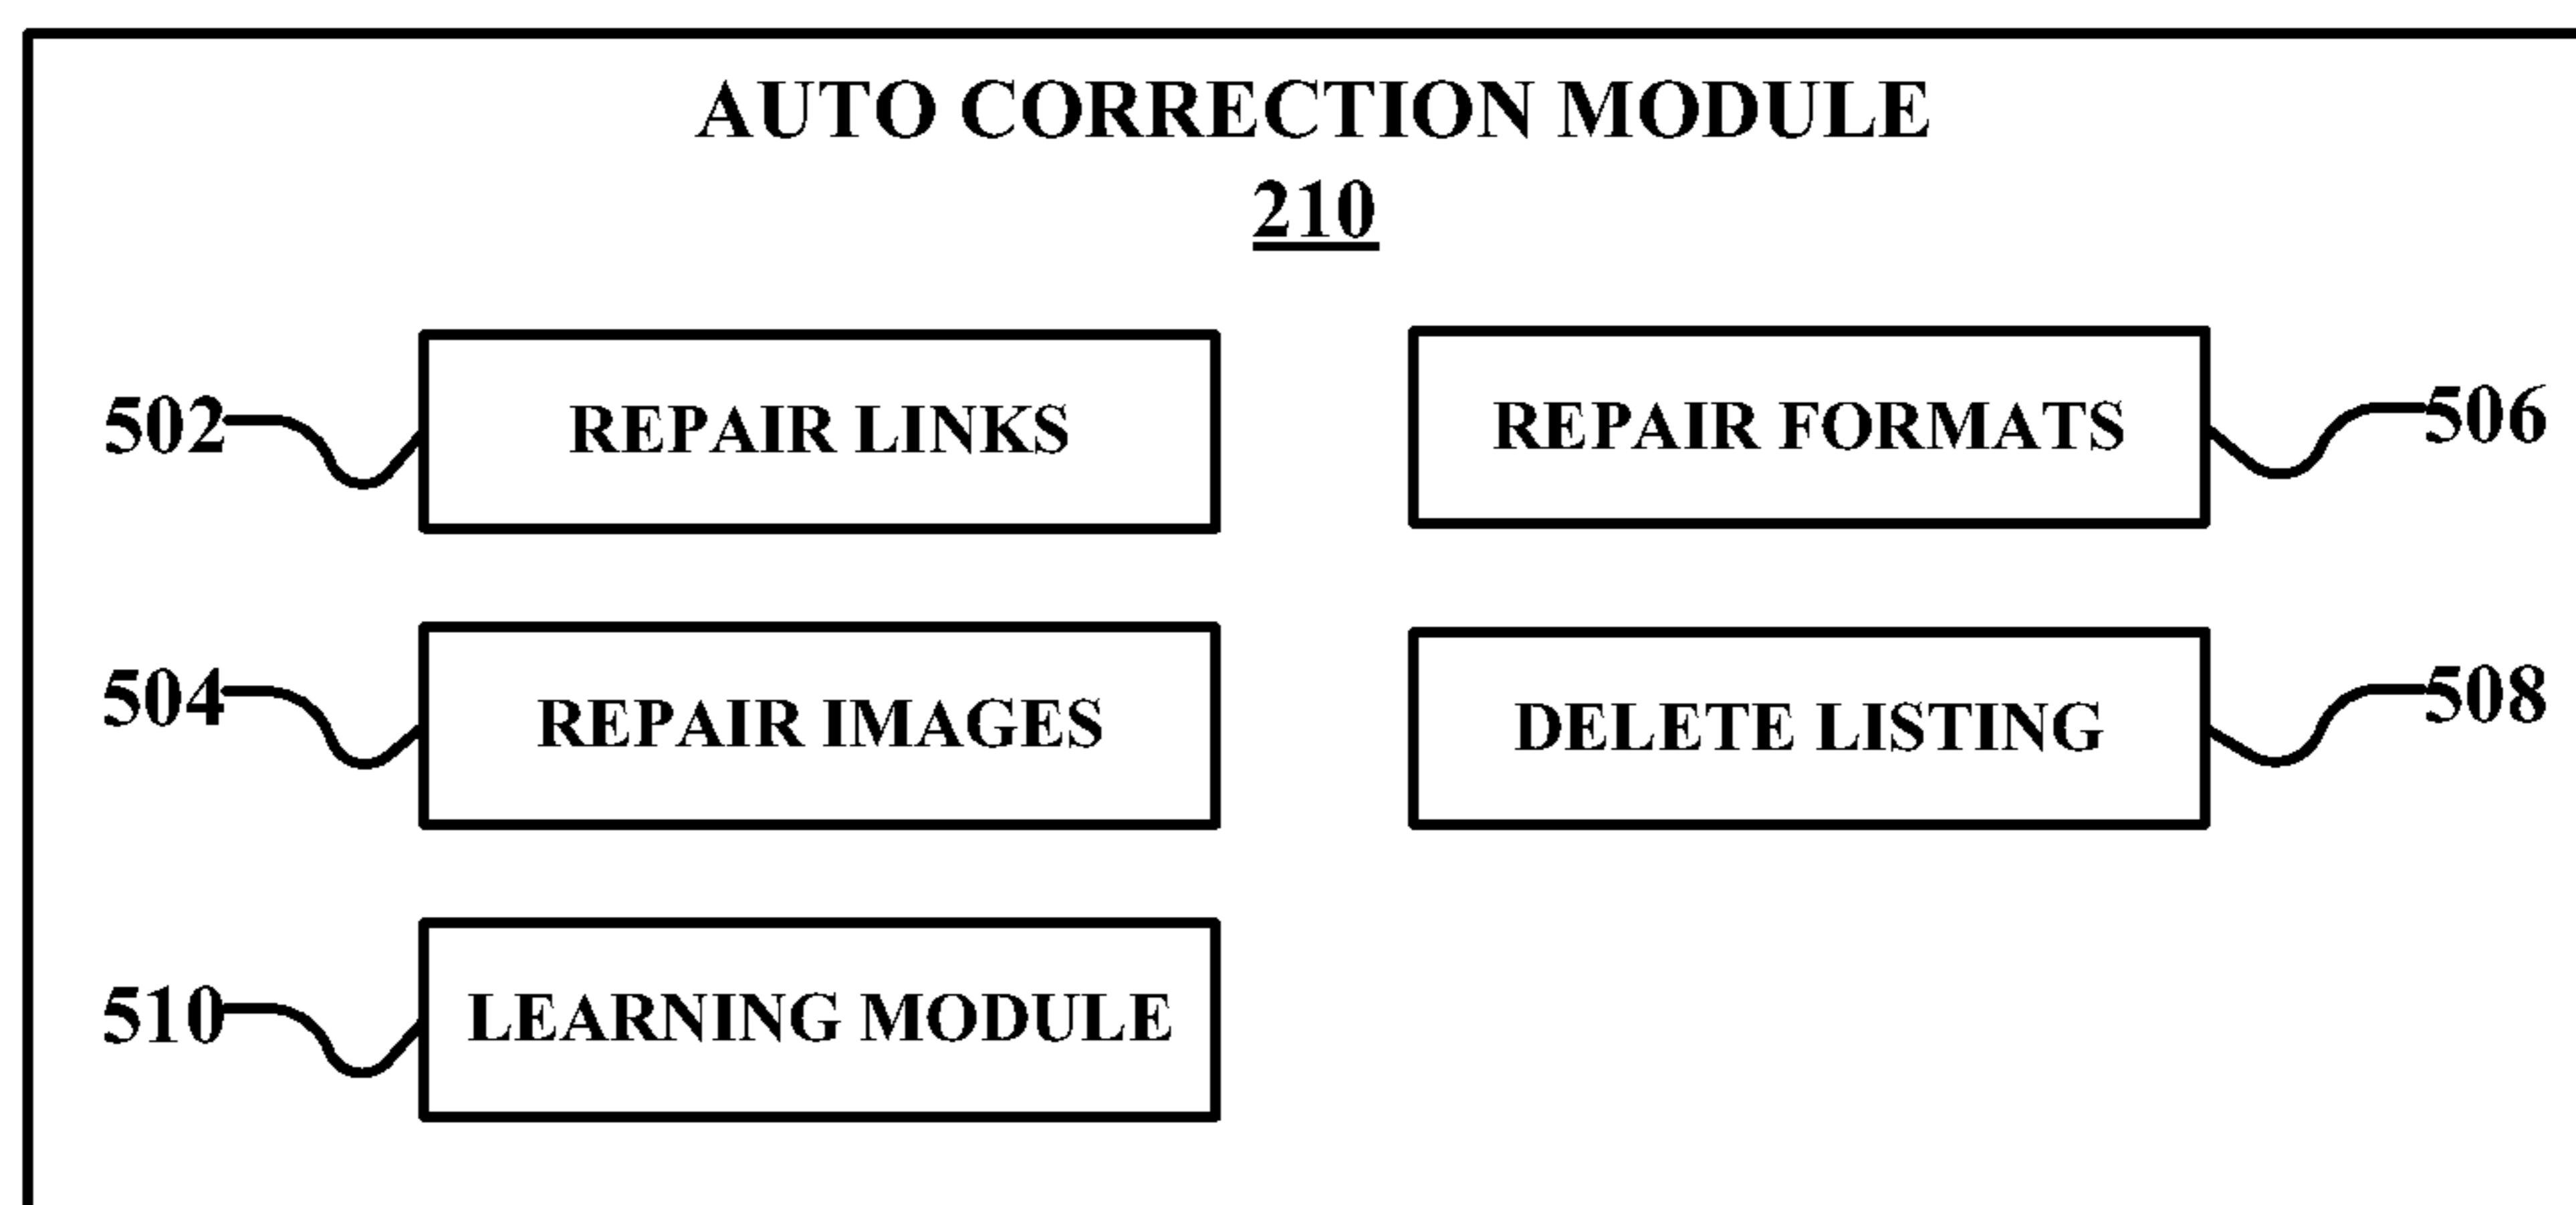 AUTO CORRECTION MODULE
210
502 REPAIR LINKS REPAIR FORMATS 506
504 REPAIR IMAGES DELETE LISTING 508
510 LEARNING MODULE